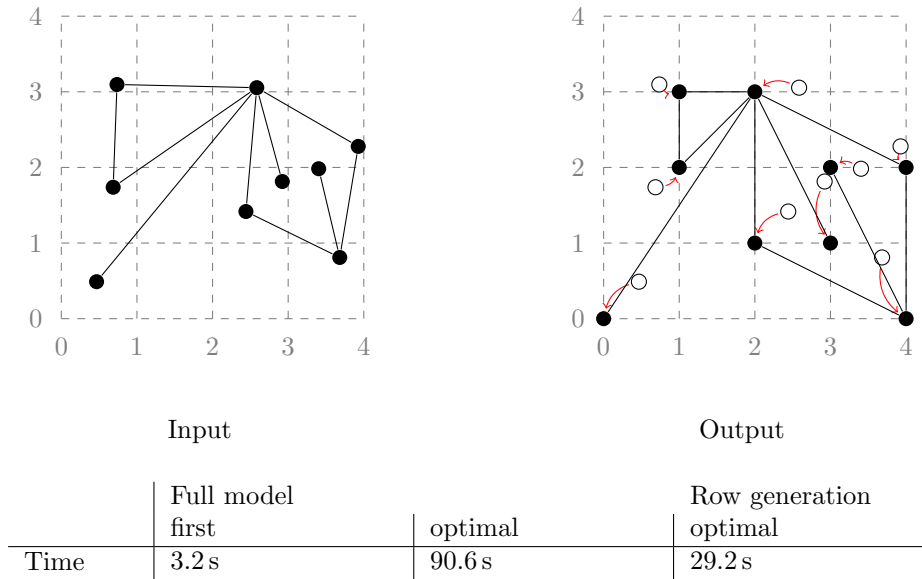 4
3
2
1
0
0 1 2 3 4
4
3
2
1
0
0 1 2 3 4
Input
Output
Full model Row generation
first optimal optimal
Time 3.2 s 90.6 s 29.2 s